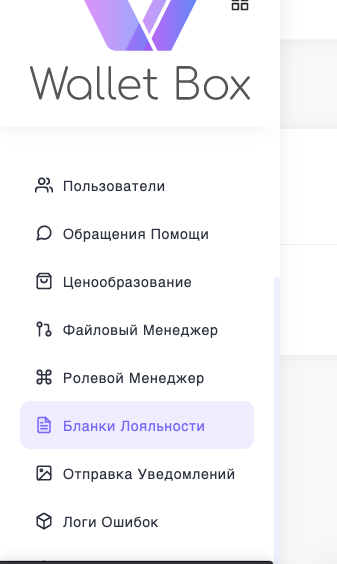 Wallet Box
Пользователи
Обращения Помощи
Ценообразование
Файловый Менеджер
Ролевой Менеджер
Бланки Лояльности
Отправка Уведомлений
Логи Ошибок